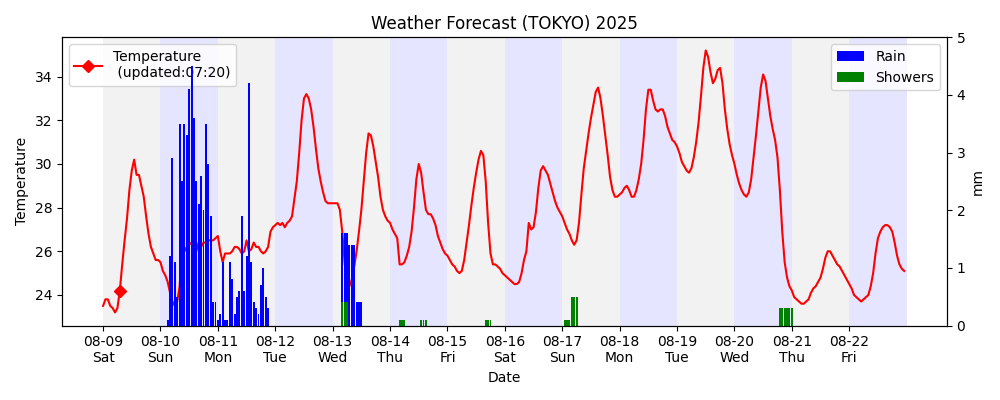 Weather Forecast (TOKYO) 2025
Temperature
(updated:07:20)
Rain
Showers
Temperature
34
32
30
28
26
24
5
4
3
2
1
0
mm
08-09 08-10 08-11 08-12 08-13 08-14 08-15 08-16 08-17 08-18 08-19 08-20 08-21 08-22
Sat Sun Mon Tue Wed Thu Fri Sat Sun Mon Tue Wed Thu Fri
Date